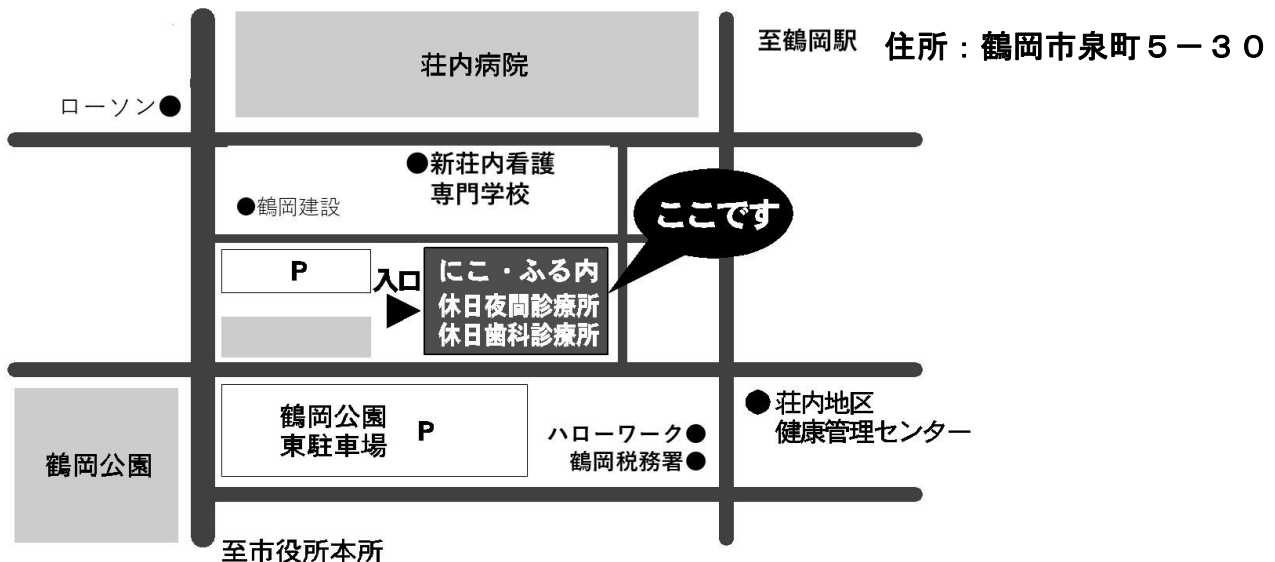 至鶴岡駅
住所：鶴岡市泉町５－３０
荘内病院
ローソン●
●新荘内看護
専門学校
●鶴岡建設
ここです
P
入口
にこ・ふる内
休日夜間診療所
休日歯科診療所
鶴岡公園
東駐車場
P
ハローワーク●
鶴岡税務署●
●荘内地区
健康管理センター
鶴岡公園
至市役所本所